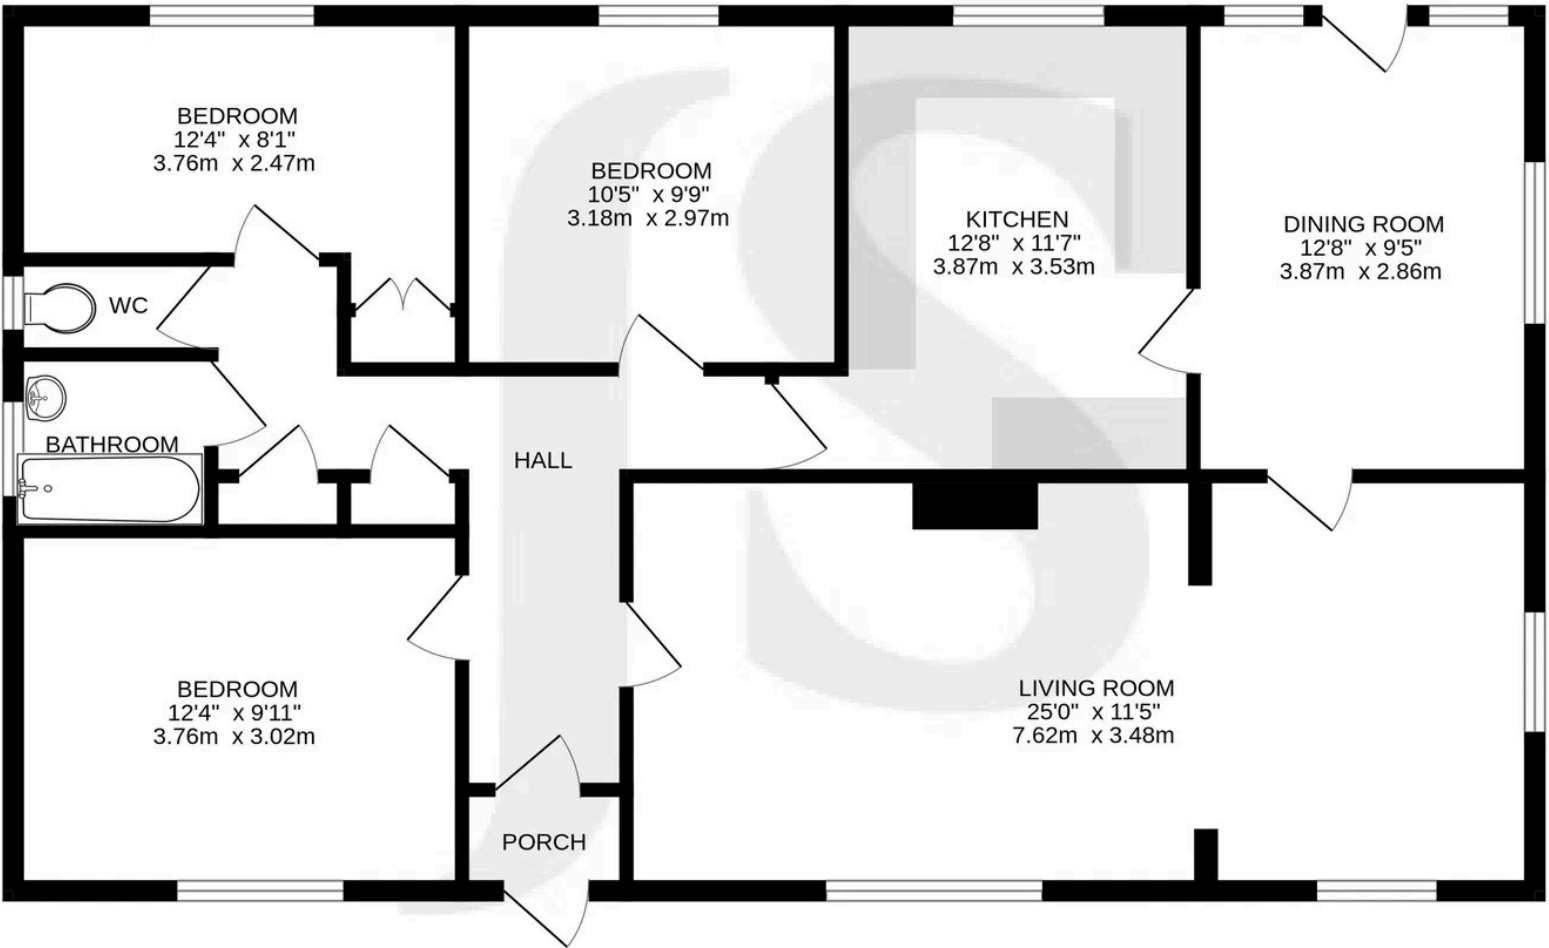 BEDROOM
12'4" x 8'1"
3.76m x 2.47m
BEDROOM
10'5" x 9'9"
3.18m x 2.97m
KITCHEN
12'8" x 11'7"
3.87m x 3.53m
DINING ROOM
12'8" x 9'5"
3.87m x 2.86m
WC
BATHROOM
HALL
BEDROOM
12'4" x 9'11"
3.76m x 3.02m
LIVING ROOM
25'0" x 11'5"
7.62m x 3.48m
PORCH